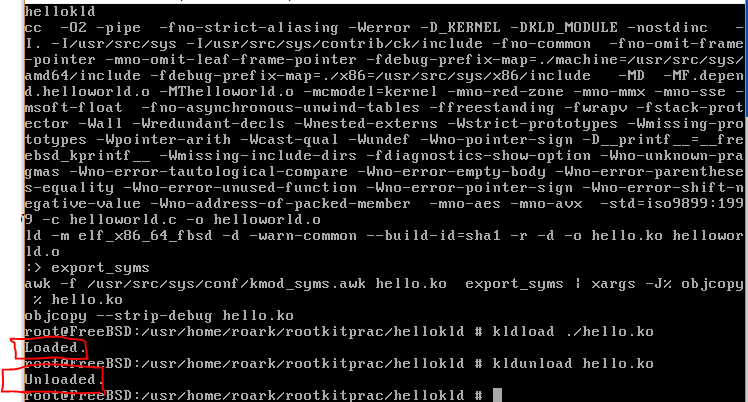 hellokld
cc -O2 -pipe -fno-strict-aliasing -Werror -D_KERNEL -DKLD_MODULE -nostdinc -
I. -I/usr/src/sys -I/usr/src/sys/contrib/ck/include -fno-common -fno-omit-frame
-pointer -mno-omit-leaf-frame-pointer -fdebug-prefix-map=./machine=/usr/src/sys/
amd64/include -fdebug-prefix-map=./x86=/usr/src/sys/x86/include -MD -MF.depen
d.helloworld.o -MThelloworld.o -mcmodel=kernel -mno-red-zone -mno-mmx -mno-sse -
msoft-float -fno-asynchronous-unwind-tables -ffreestanding -fwrapv -fstack-prot
ector -Wall -Wredundant-decls -Wnested-externs -Wstrict-prototypes -Wmissing-pro
totypes -Wpointer-arith -Wcast-qual -Wundef -Wno-pointer-sign -D__printf__=__fre
ebsd_kprintf__ -Wmissing-include-dirs -fdiagnostics-show-option -Wno-unknown-pra
gmas -Wno-error-tautological-compare -Wno-error-empty-body -Wno-error-parenthese
s-equality -Wno-error-unused-function -Wno-error-pointer-sign -Wno-error-shift-n
egative-value -Wno-address-of-packed-member -mno-aes -mno-avx -std=iso9899:199
9 -c helloworld.c -o helloworld.o
ld -m elf_x86_64_fbsd -d -warn-common --build-id=sha1 -r -d -o hello.ko hellowor
ld.o
:> export_syms
awk -f /usr/src/sys/conf/kmod_syms.awk hello.ko export_syms | xargs -J% objcopy
% hello.ko
objcopy --strip-debug hello.ko
root@FreeBSD:/usr/home/roark/rootkitprac/hellokld # kldload ./hello.ko
Loaded.
root@FreeBSD:/usr/home/roark/rootkitprac/hellokld # kldunload hello.ko
Unloaded.
root@FreeBSD:/usr/home/roark/rootkitprac/hellokld #